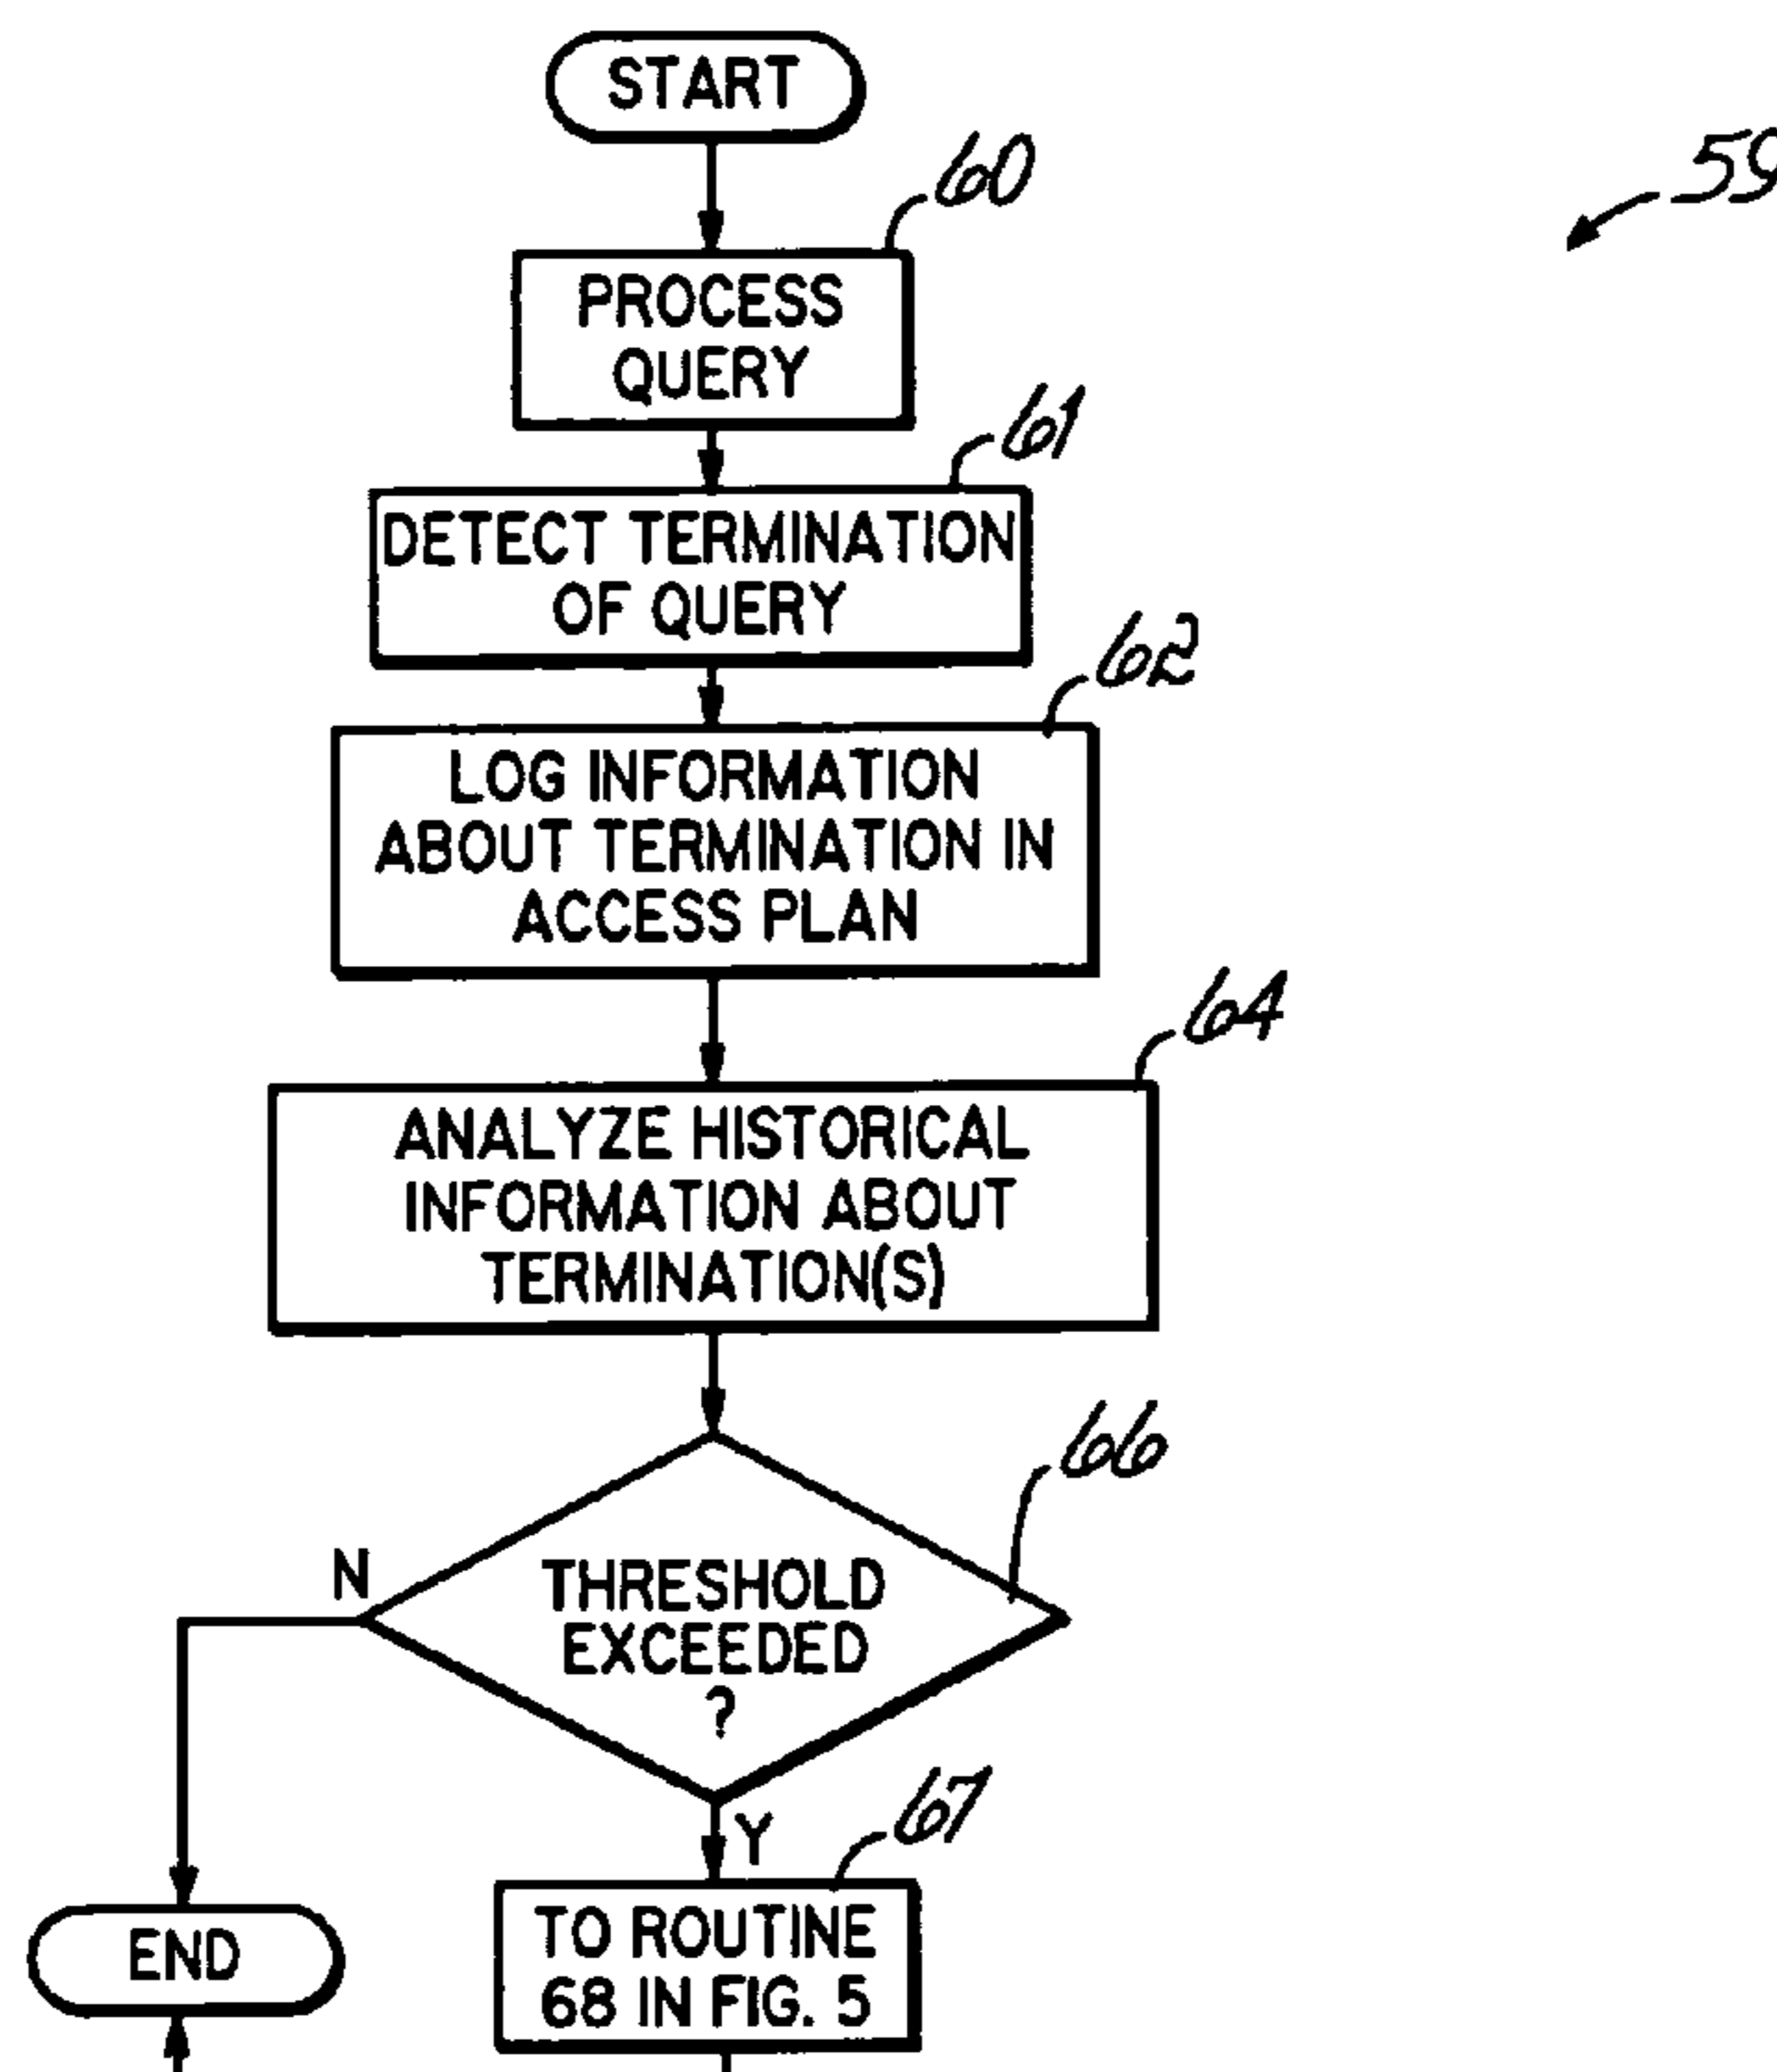 START
60
59
PROCESS
QUERY
61
DETECT TERMINATION
OF QUERY
62
LOG INFORMATION
ABOUT TERMINATION IN
ACCESS PLAN
64
ANALYZE HISTORICAL
INFORMATION ABOUT
TERMINATION(S)
66
N
THRESHOLD
EXCEEDED
?
Y
67
TO ROUTINE
68 IN FIG. 5
END